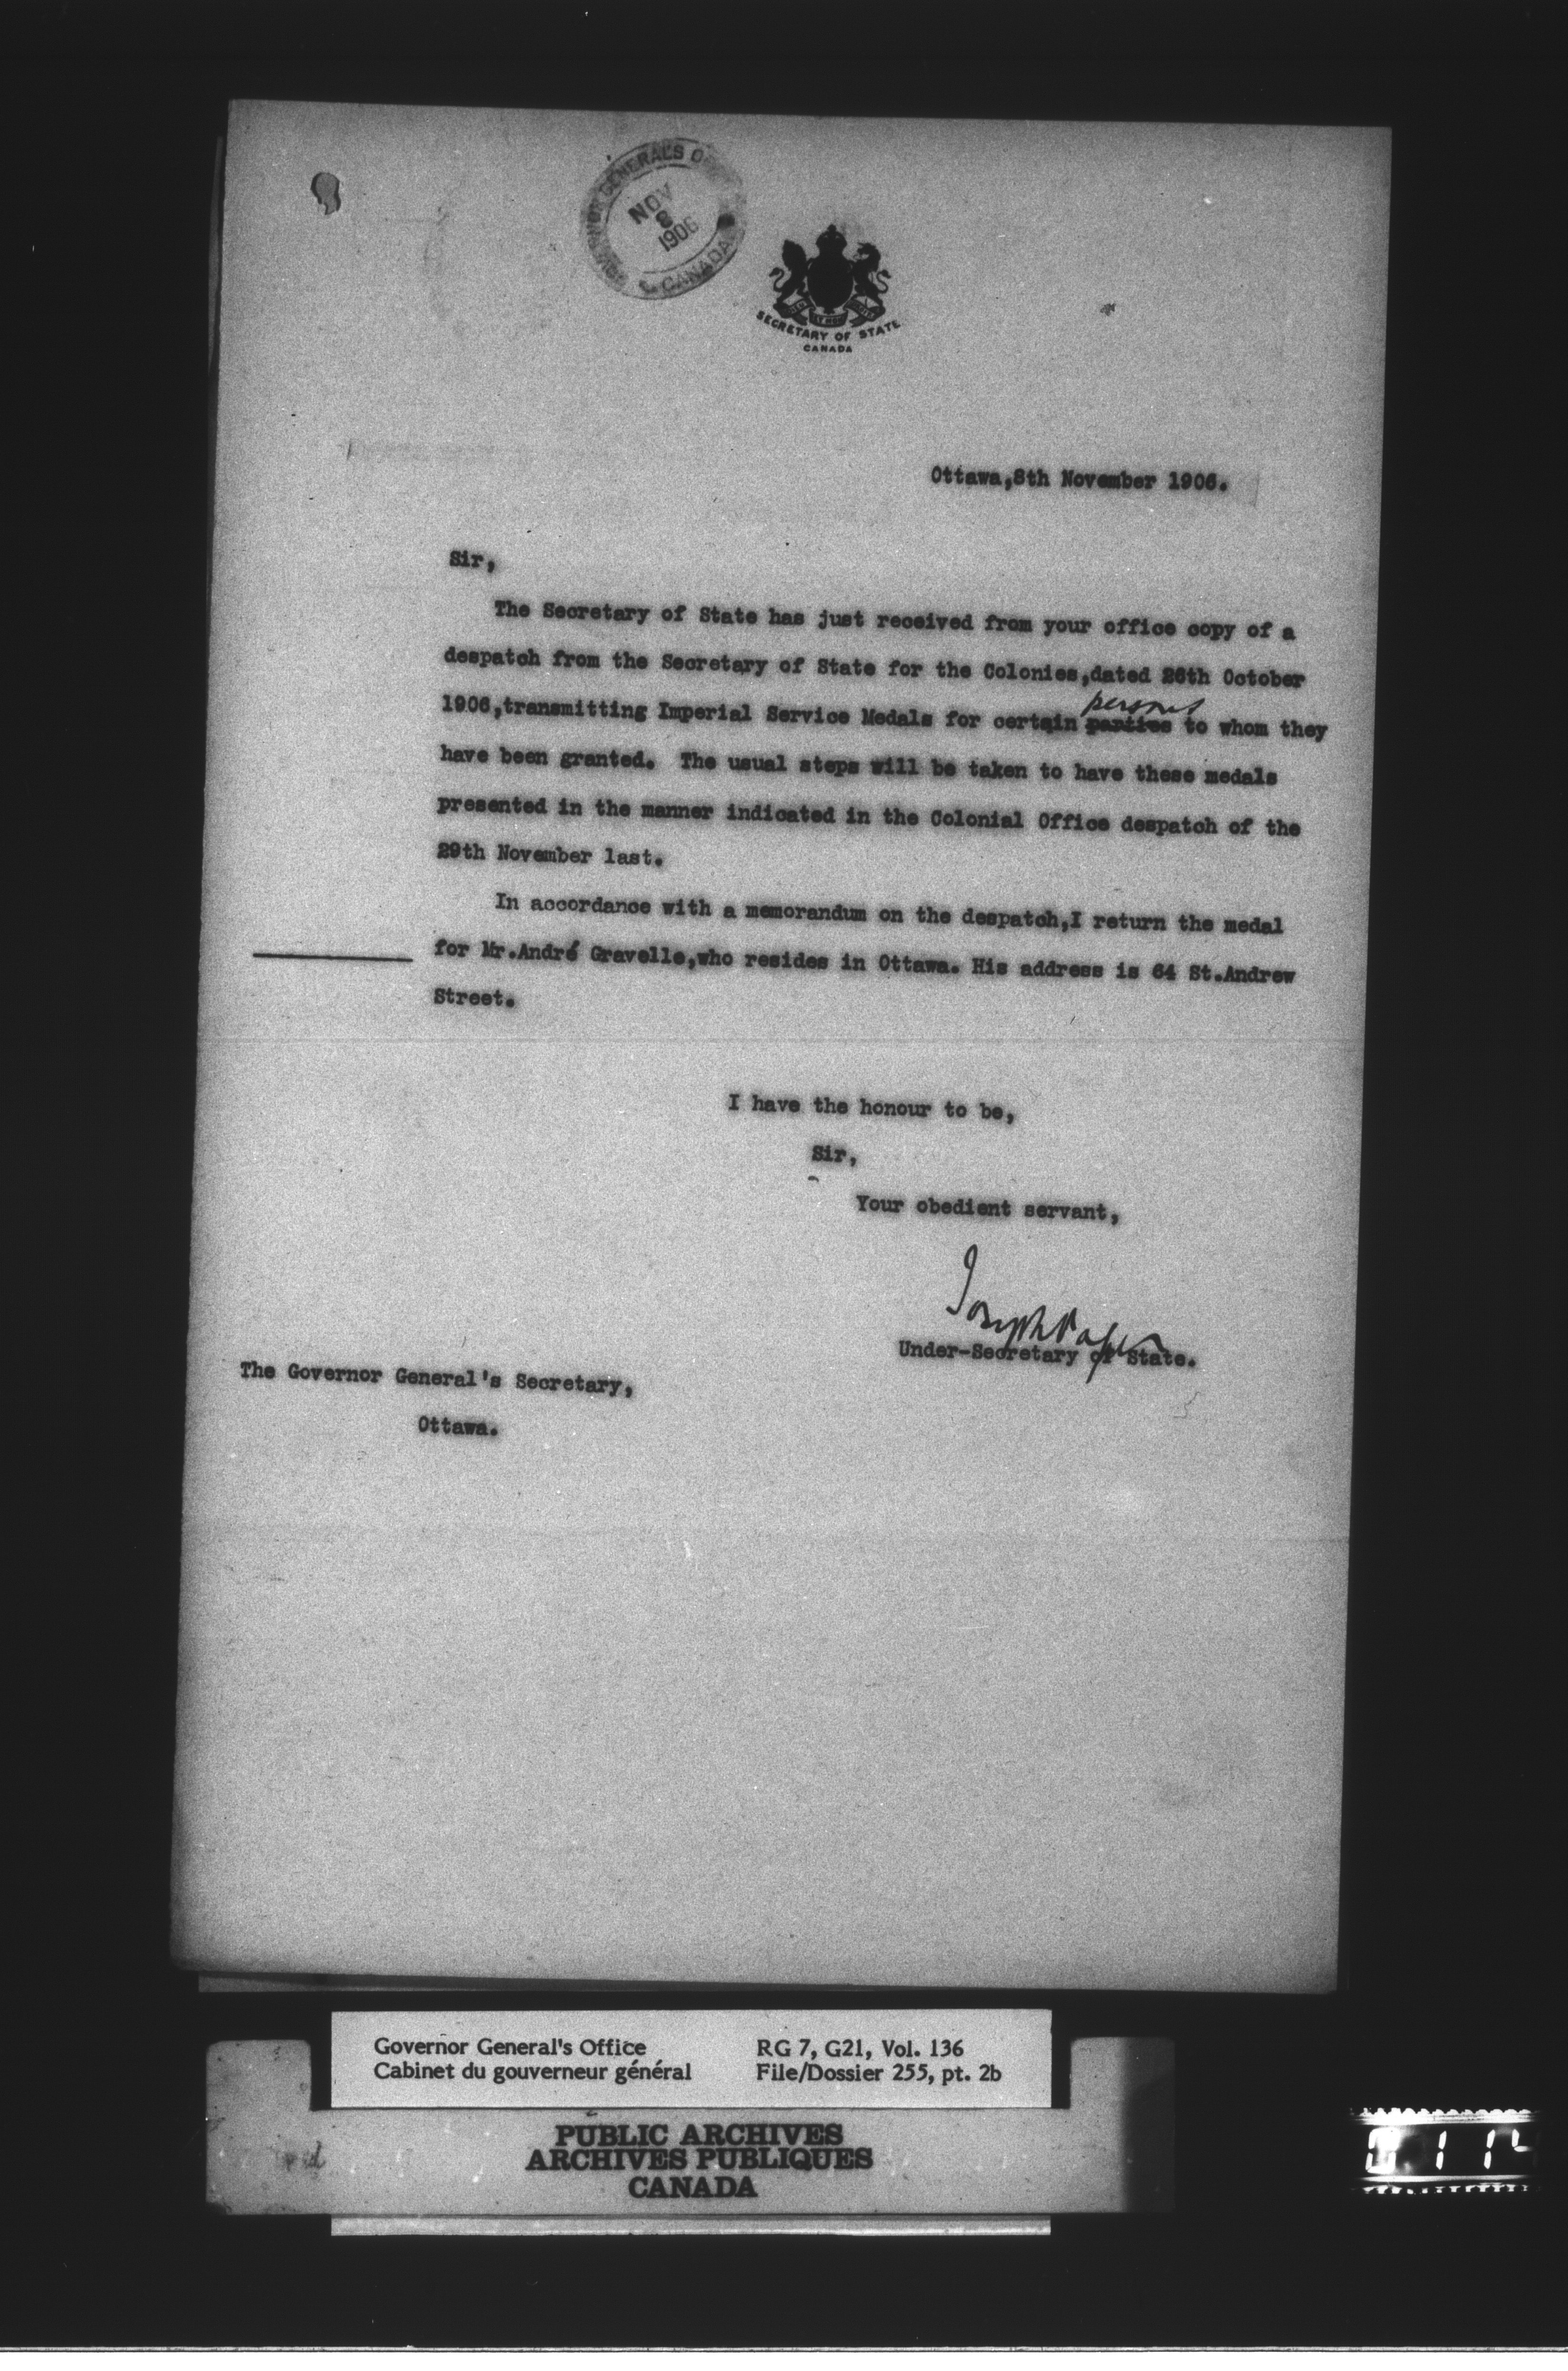 GOVERNOR GENERAL'S
NOV
8
1906
CANADA
SECRETARY OF STATE
CANADA
Ottawa,8th November 1906.
Sir,
The Secretary of State has just received from your office copy of a
despatch from the Secretary of State for the Colonies,dated 26th October
persons
1906,transmitting Imperial Service Medals for certain parties to whom they
have been granted. The usual steps will be taken to have these medals
presented in the manner indicated in the Colonial Office despatch of the
29th November last.
In accordance with a memorandum on the despatch,I return the medal
for Mr.André Gravelle,who resides in Ottawa. His address is 64 St.Andrew
Street.
I have the honour to be,
Sir,
Your obedient servant,
Joseph Pope
Under-Secretary of State.
The Governor General's Secretary,
Ottawa.
Governor General's Office RG 7, G21, Vol. 136
Cabinet du gouverneur général File/Dossier 255, pt. 2b
PUBLIC ARCHIVES
ARCHIVES PUBLIQUES
CANADA